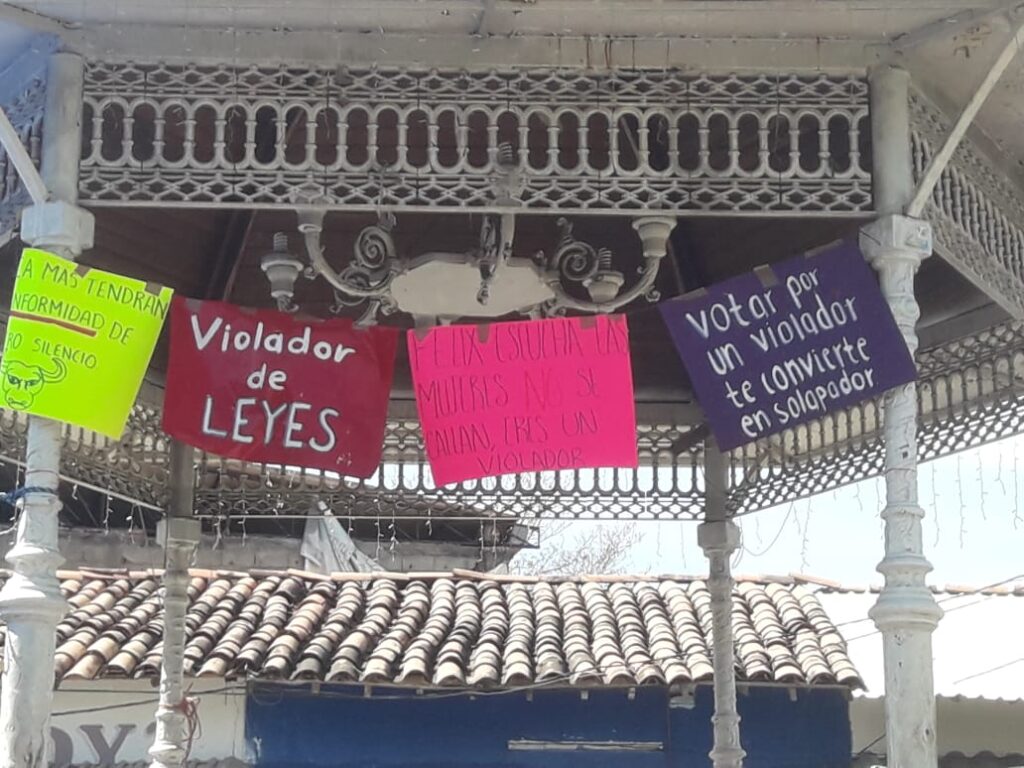 A MAS TENDRAN
NFORMIDAD DE
RO SILENCIO
Violador
de
LEYES
FELIX ESCUCHA LAS
MUJERES NO SE
CALLAN, ERES UN
VIOLADOR
votar por
un violador
te convierte
en solapador